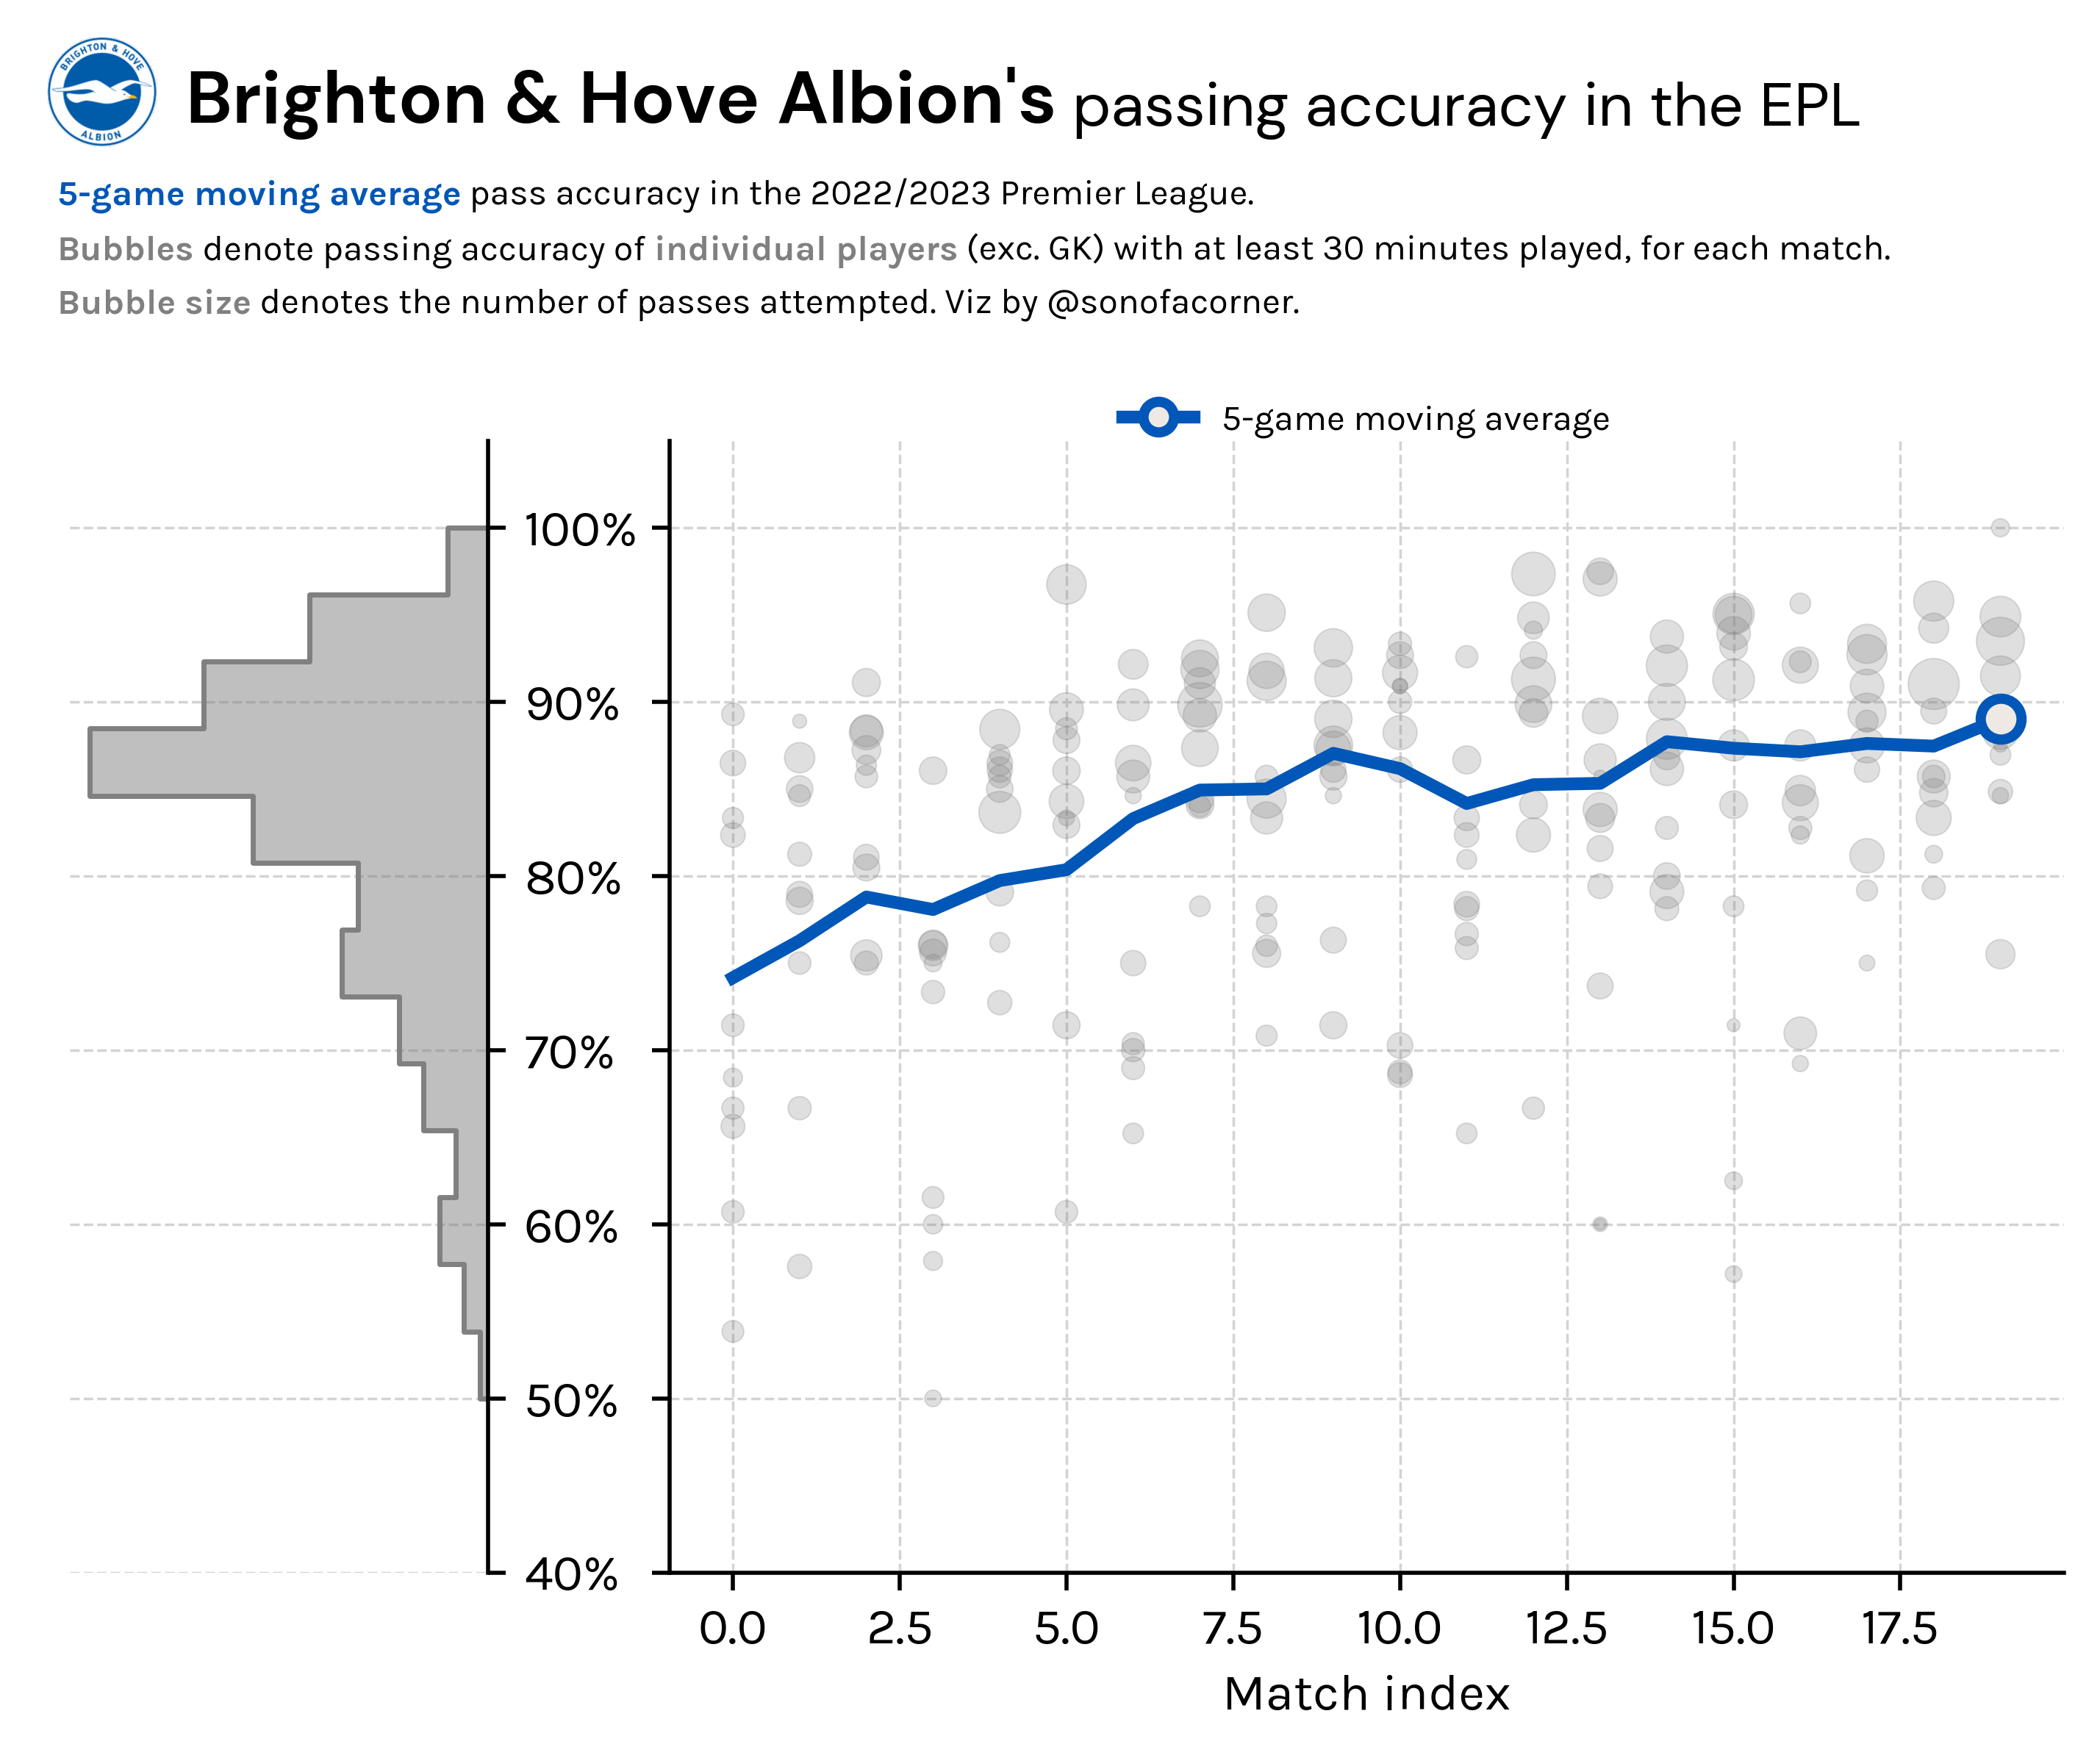 BRIGHTON & HOVE
ALBION
Brighton & Hove Albion's passing accuracy in the EPL
5-game moving average pass accuracy in the 2022/2023 Premier League.
Bubbles denote passing accuracy of individual players (exc. GK) with at least 30 minutes played, for each match.
Bubble size denotes the number of passes attempted. Viz by @sonofacorner.
5-game moving average
100%
90%
80%
70%
60%
50%
40%
0.0 2.5 5.0 7.5 10.0 12.5 15.0 17.5
Match index